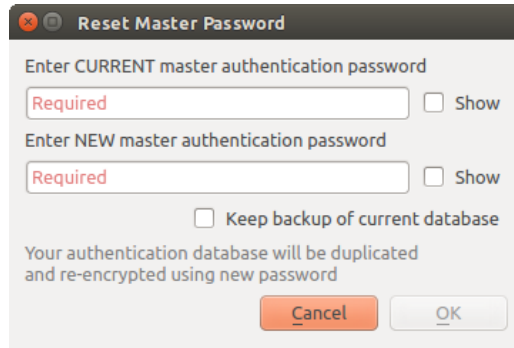 Reset Master Password
Enter CURRENT master authentication password
Required
Show
Enter NEW master authentication password
Required
Show
Keep backup of current database
Your authentication database will be duplicated
and re-encrypted using new password
Cancel
OK